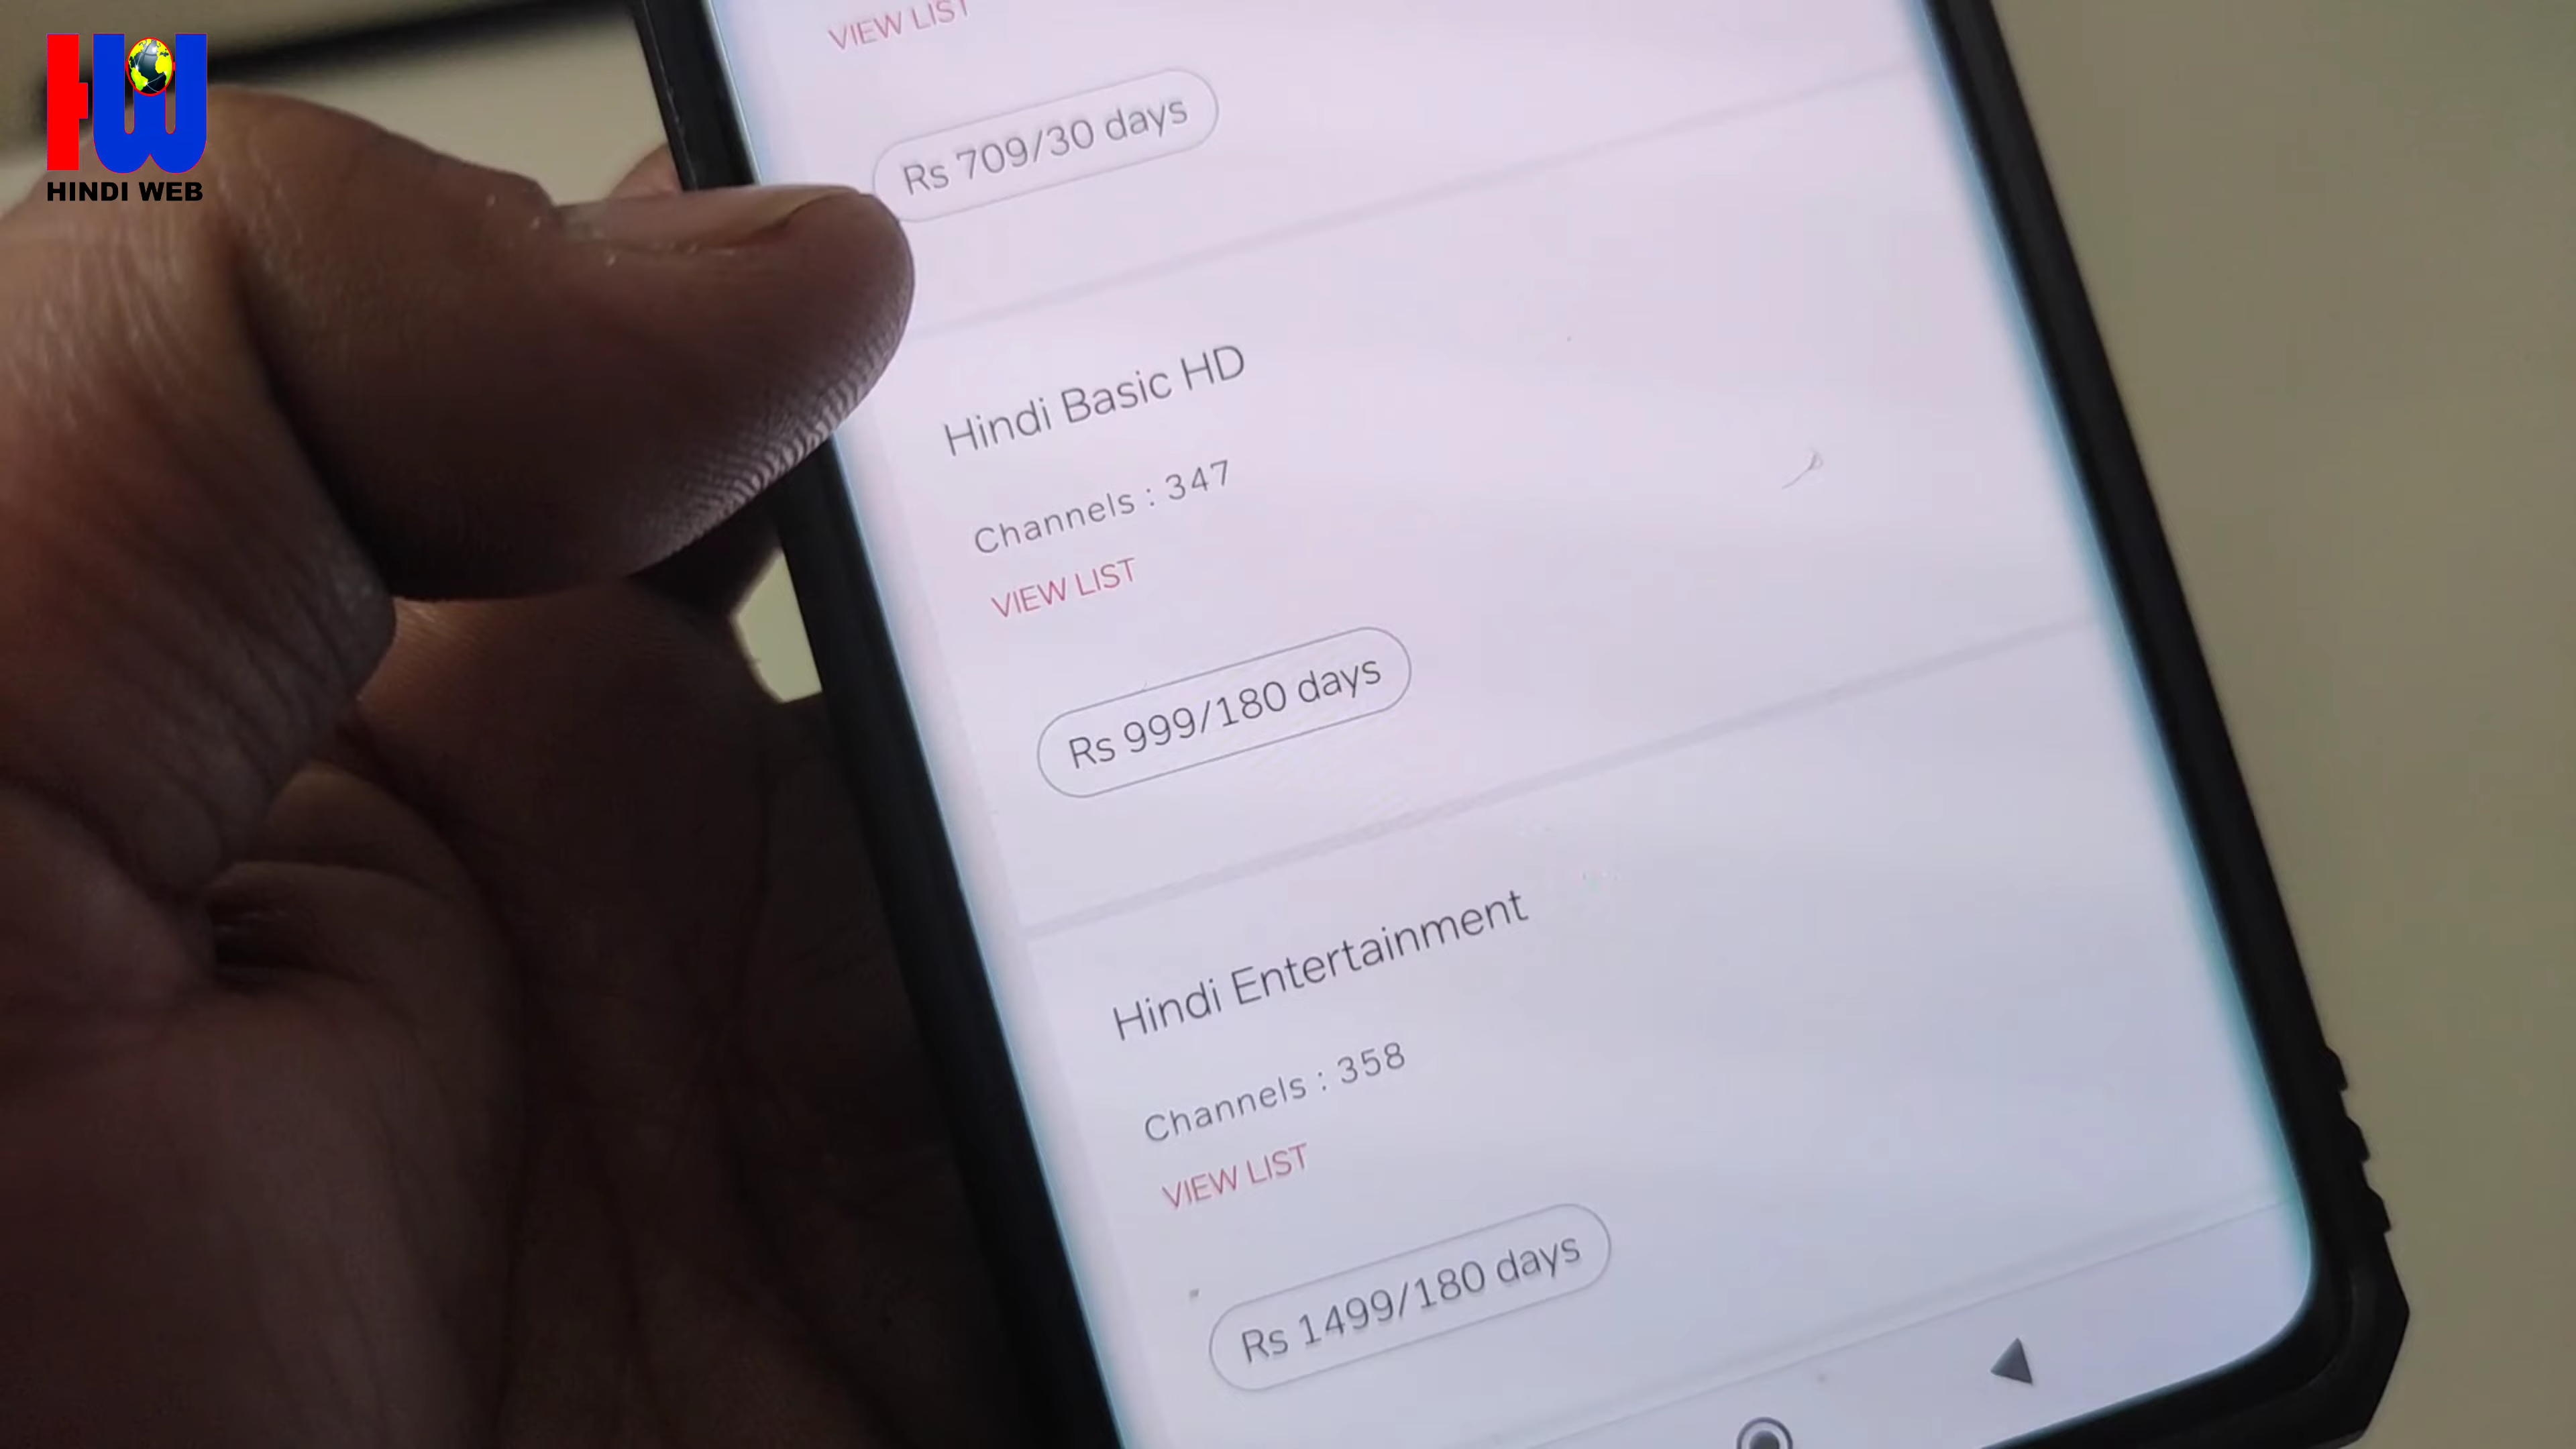 HINDI WEB
VIEW LIST
Rs 709/30 days
Hindi Basic HD
Channels : 347
VIEW LIST
Rs 999/180 days
Hindi Entertainment
Channels : 358
VIEW LIST
Rs 1499/180 days